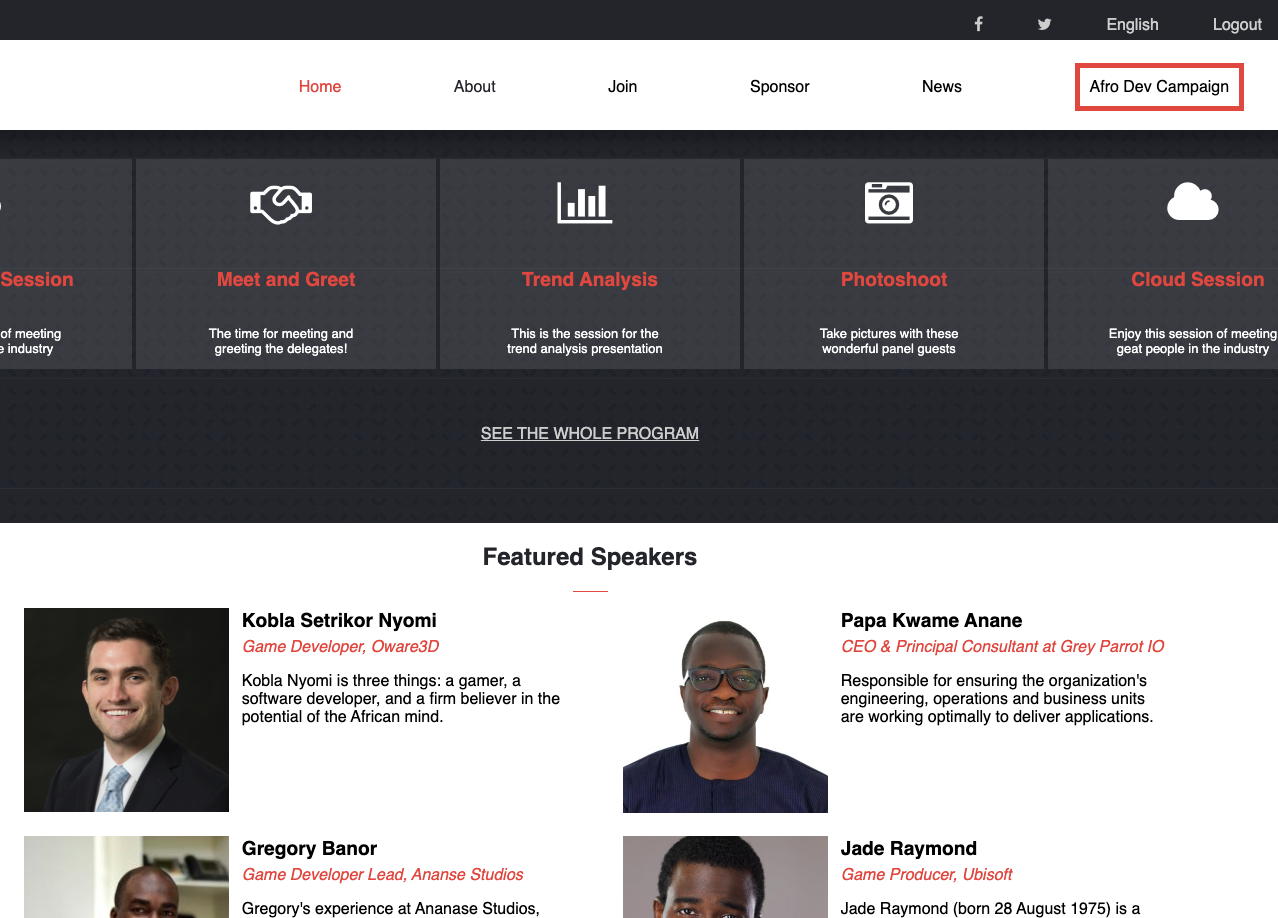 English
Logout
Home
About
Join
Sponsor
News
Afro Dev Campaign
Session
of meeting
industry
Meet and Greet
The time for meeting and
greeting the delegates!
Trend Analysis
This is the session for the
trend analysis presentation
Photoshoot
Take pictures with these
wonderful panel guests
Cloud Session
Enjoy this session of meeting
geat people in the industry
SEE THE WHOLE PROGRAM
Featured Speakers
Kobla Setrikor Nyomi
Game Developer, Oware3D
Kobla Nyomi is three things: a gamer, a
software developer, and a firm believer in the
potential of the African mind.
Papa Kwame Anane
CEO & Principal Consultant at Grey Parrot IO
Responsible for ensuring the organization's
engineering, operations and business units
are working optimally to deliver applications.
Gregory Banor
Game Developer Lead, Ananse Studios
Gregory's experience at Ananase Studios,
Jade Raymond
Game Producer, Ubisoft
Jade Raymond (born 28 August 1975) is a